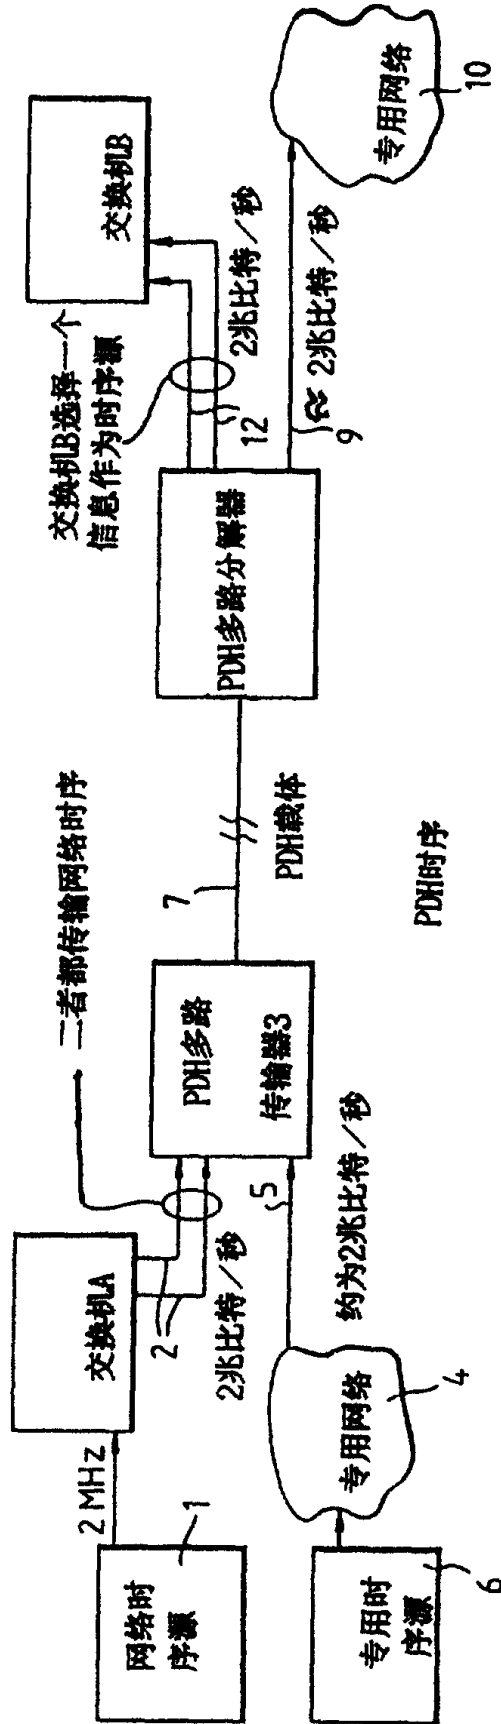 网络时
序源
1
2MHz
交换机A
2
2兆比特/秒
二者都传输网络时序
专用时
序源
6
专用网络
4
约为2兆比特/秒
5
PDH多路
传输器3
7
PDH载体
PDH多路分解器
交换机B选择一个
信息作为时序源
12
2兆比特/秒
交换机B
9
≈2兆比特/秒
专用网络
10
PDH时序